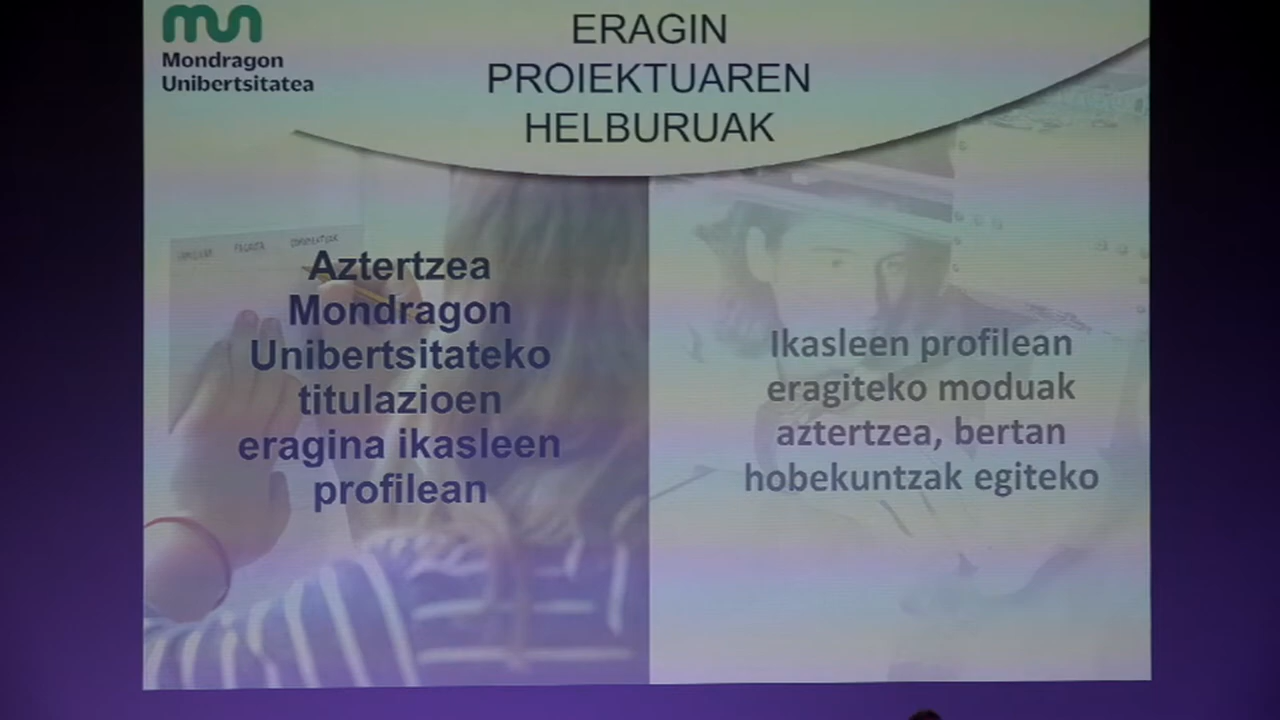 Mondragon
Unibertsitatea
ERAGIN
PROIEKTUAREN
HELBURUAK
Aztertzea
Mondragon
Unibertsitateko
titulazioen
eragina ikasleen
profilean
Ikasleen profilean
eragiteko moduak
aztertzea, bertan
hobekuntzak egiteko